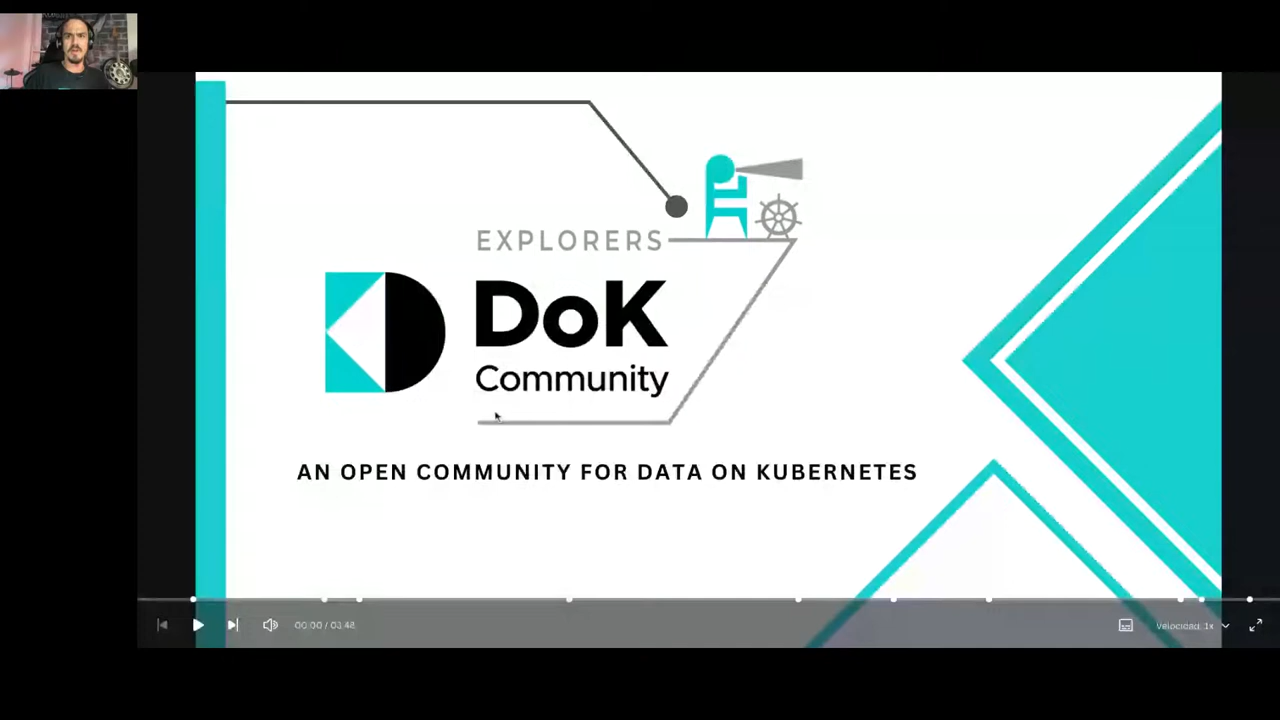 EXPLORERS
DoK
Community
AN OPEN COMMUNITY FOR DATA ON KUBERNETES
00:00 / 03:48
Velocidad: 1x